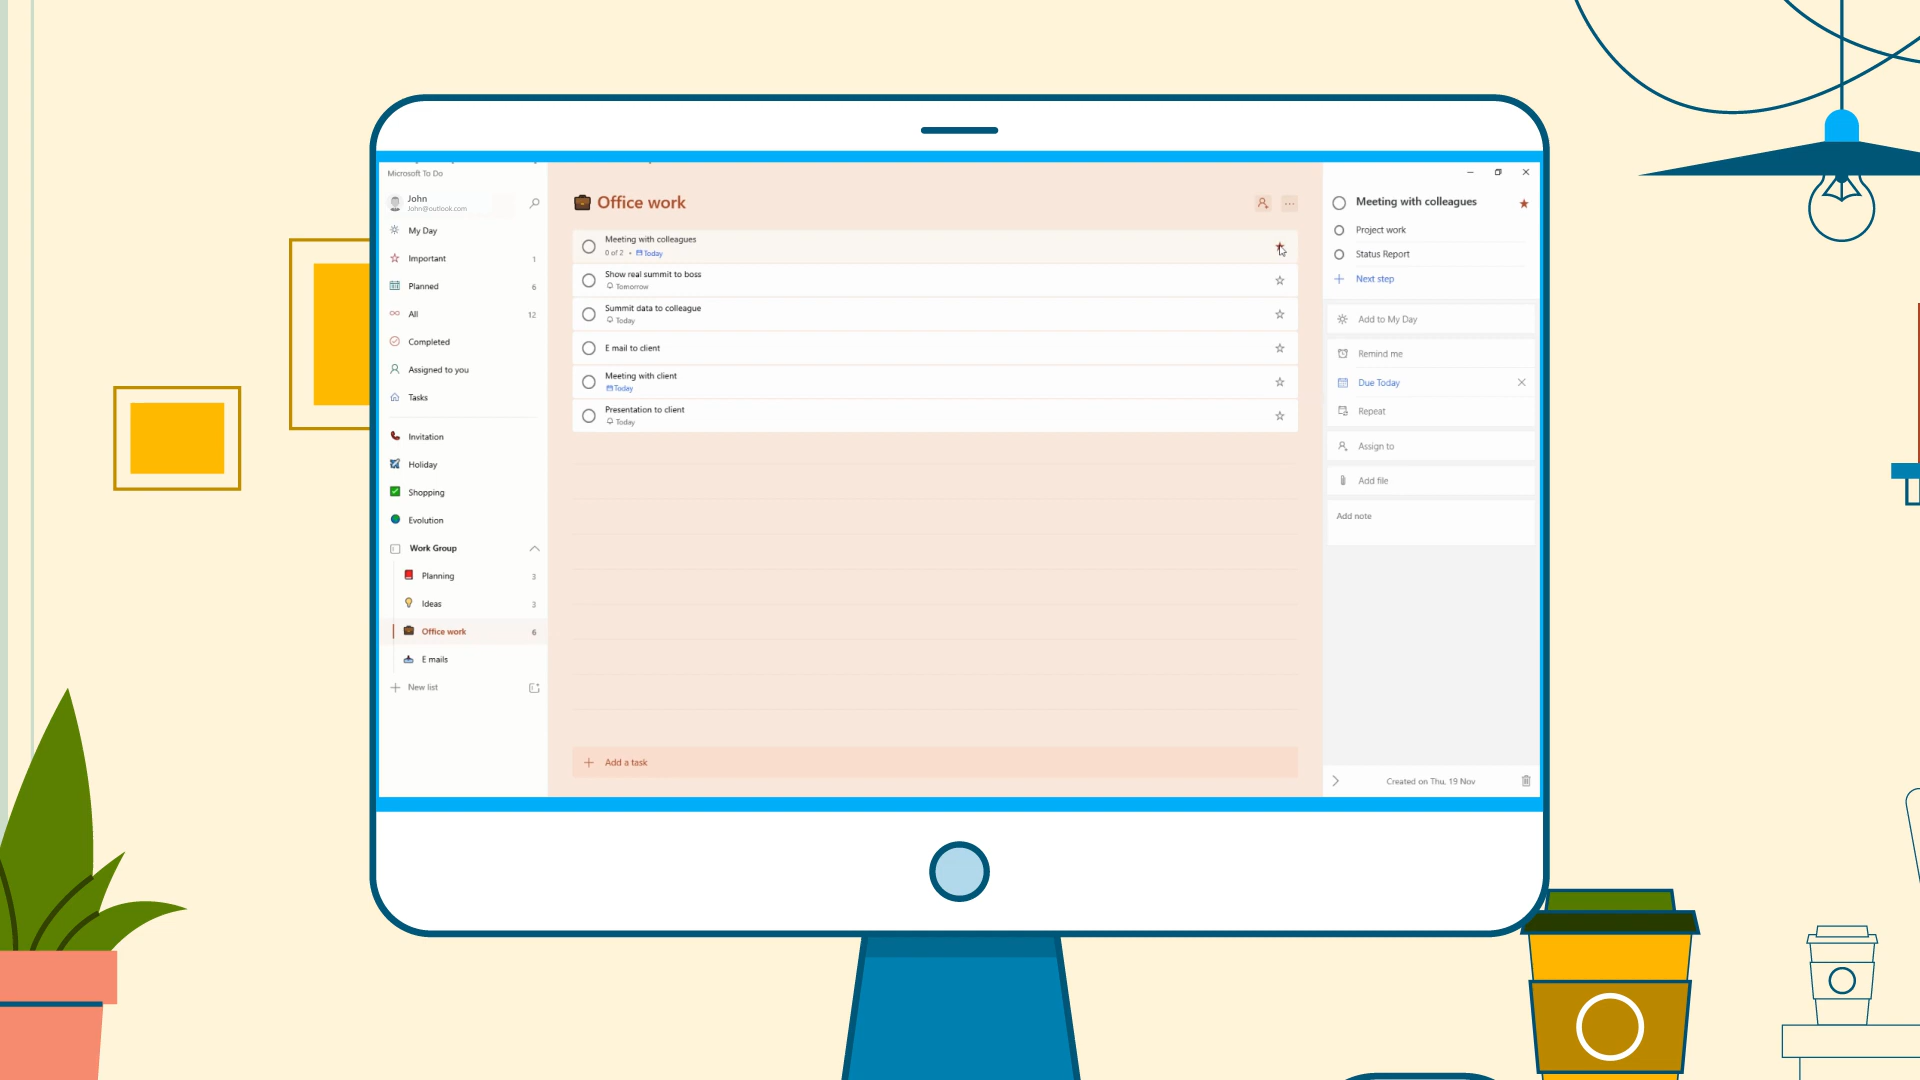 Microsoft To Do
John
John@outlook.com
My Day
Important 1
Planned 6
All 12
Completed
Assigned to you
Tasks
Invitation
Holiday
Shopping
Evolution
Work Group
Planning 3
Ideas 3
Office work 6
E mails
New list
Office work
Meeting with colleagues
0 of 2 • Today
Show real summit to boss
Tomorrow
Summit data to colleague
Today
E mail to client
Meeting with client
Today
Presentation to client
Today
Add a task
Meeting with colleagues
Project work
Status Report
Next step
Add to My Day
Remind me
Due Today
Repeat
Assign to
Add file
Add note
Created on Thu, 19 Nov